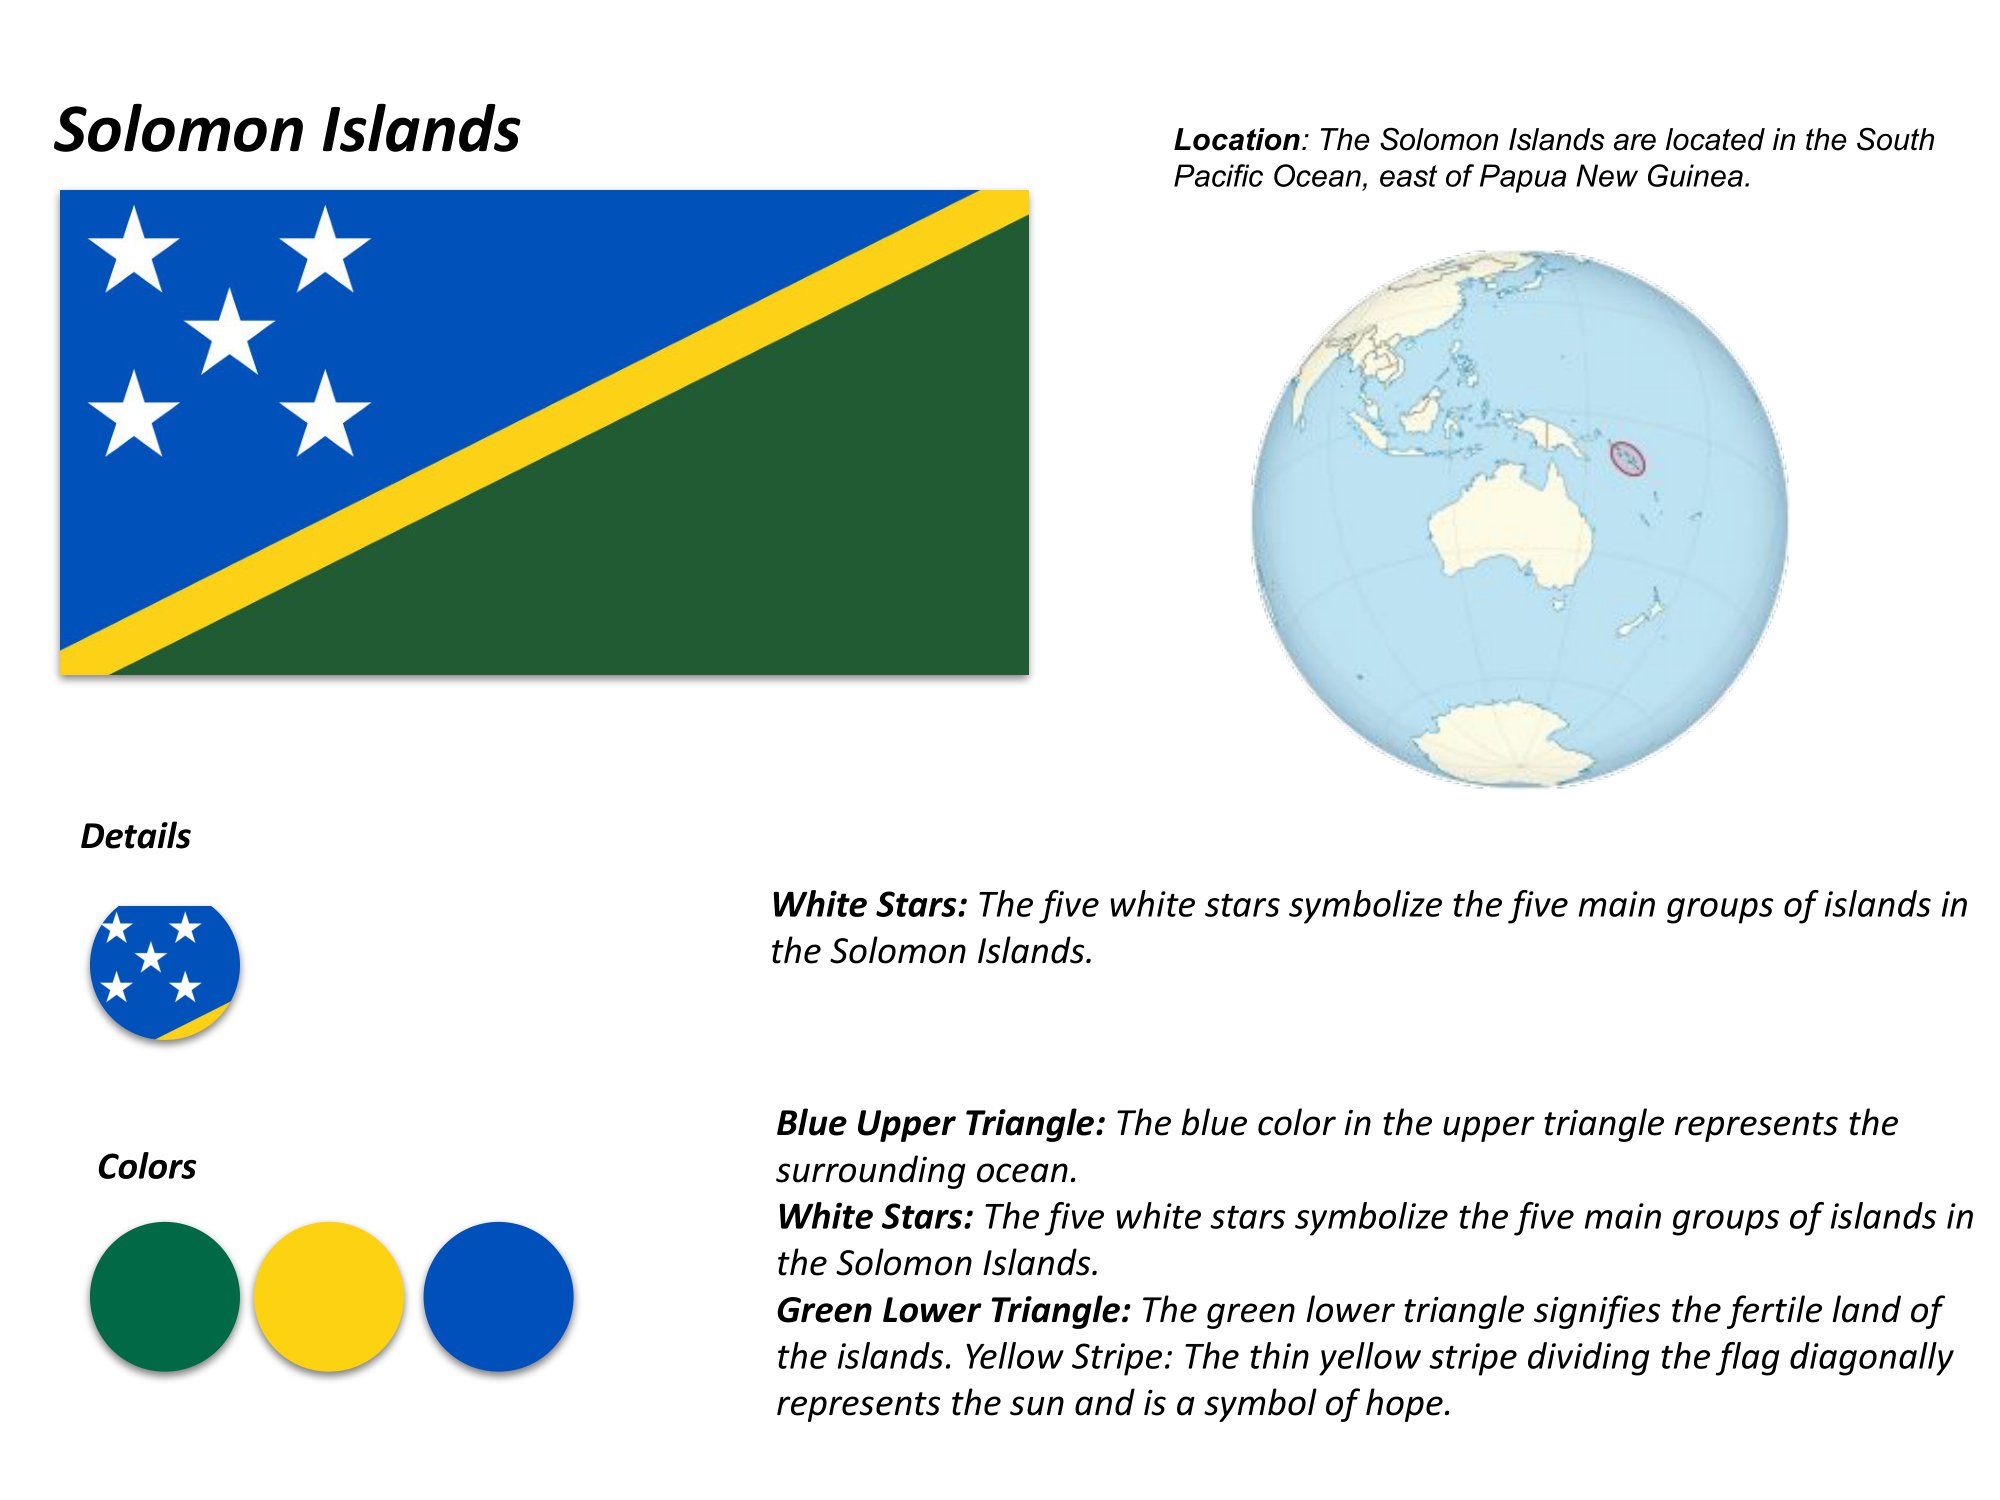 Solomon Islands
Location: The Solomon Islands are located in the South
Pacific Ocean, east of Papua New Guinea.
Details
White Stars: The five white stars symbolize the five main groups of islands in
the Solomon Islands.
Colors
Blue Upper Triangle: The blue color in the upper triangle represents the
surrounding ocean.
White Stars: The five white stars symbolize the five main groups of islands in
the Solomon Islands.
Green Lower Triangle: The green lower triangle signifies the fertile land of
the islands. Yellow Stripe: The thin yellow stripe dividing the flag diagonally
represents the sun and is a symbol of hope.